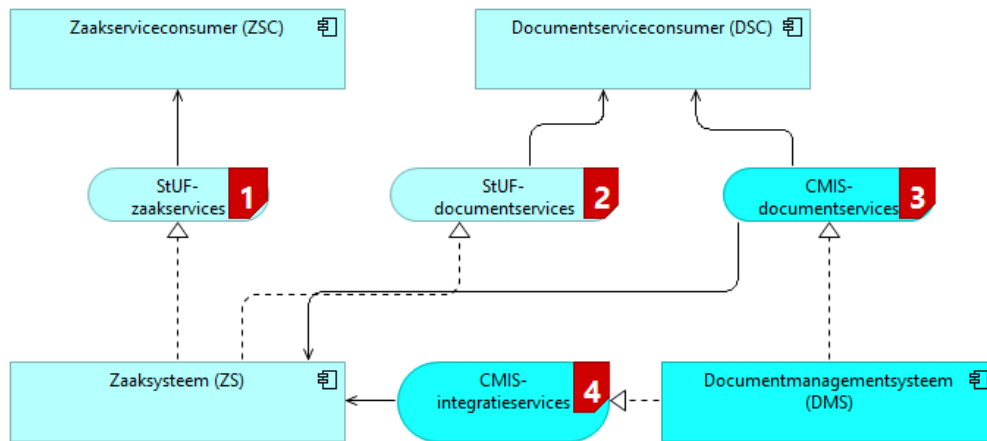 Zaakserviceconsumer (ZSC)
Documentserviceconsumer (DSC)
StUF-
zaakservices
1
StUF-
documentservices
2
CMIS-
documentservices
3
Zaaksysteem (ZS)
CMIS-
integratieservices
4
Documentmanagementsysteem
(DMS)